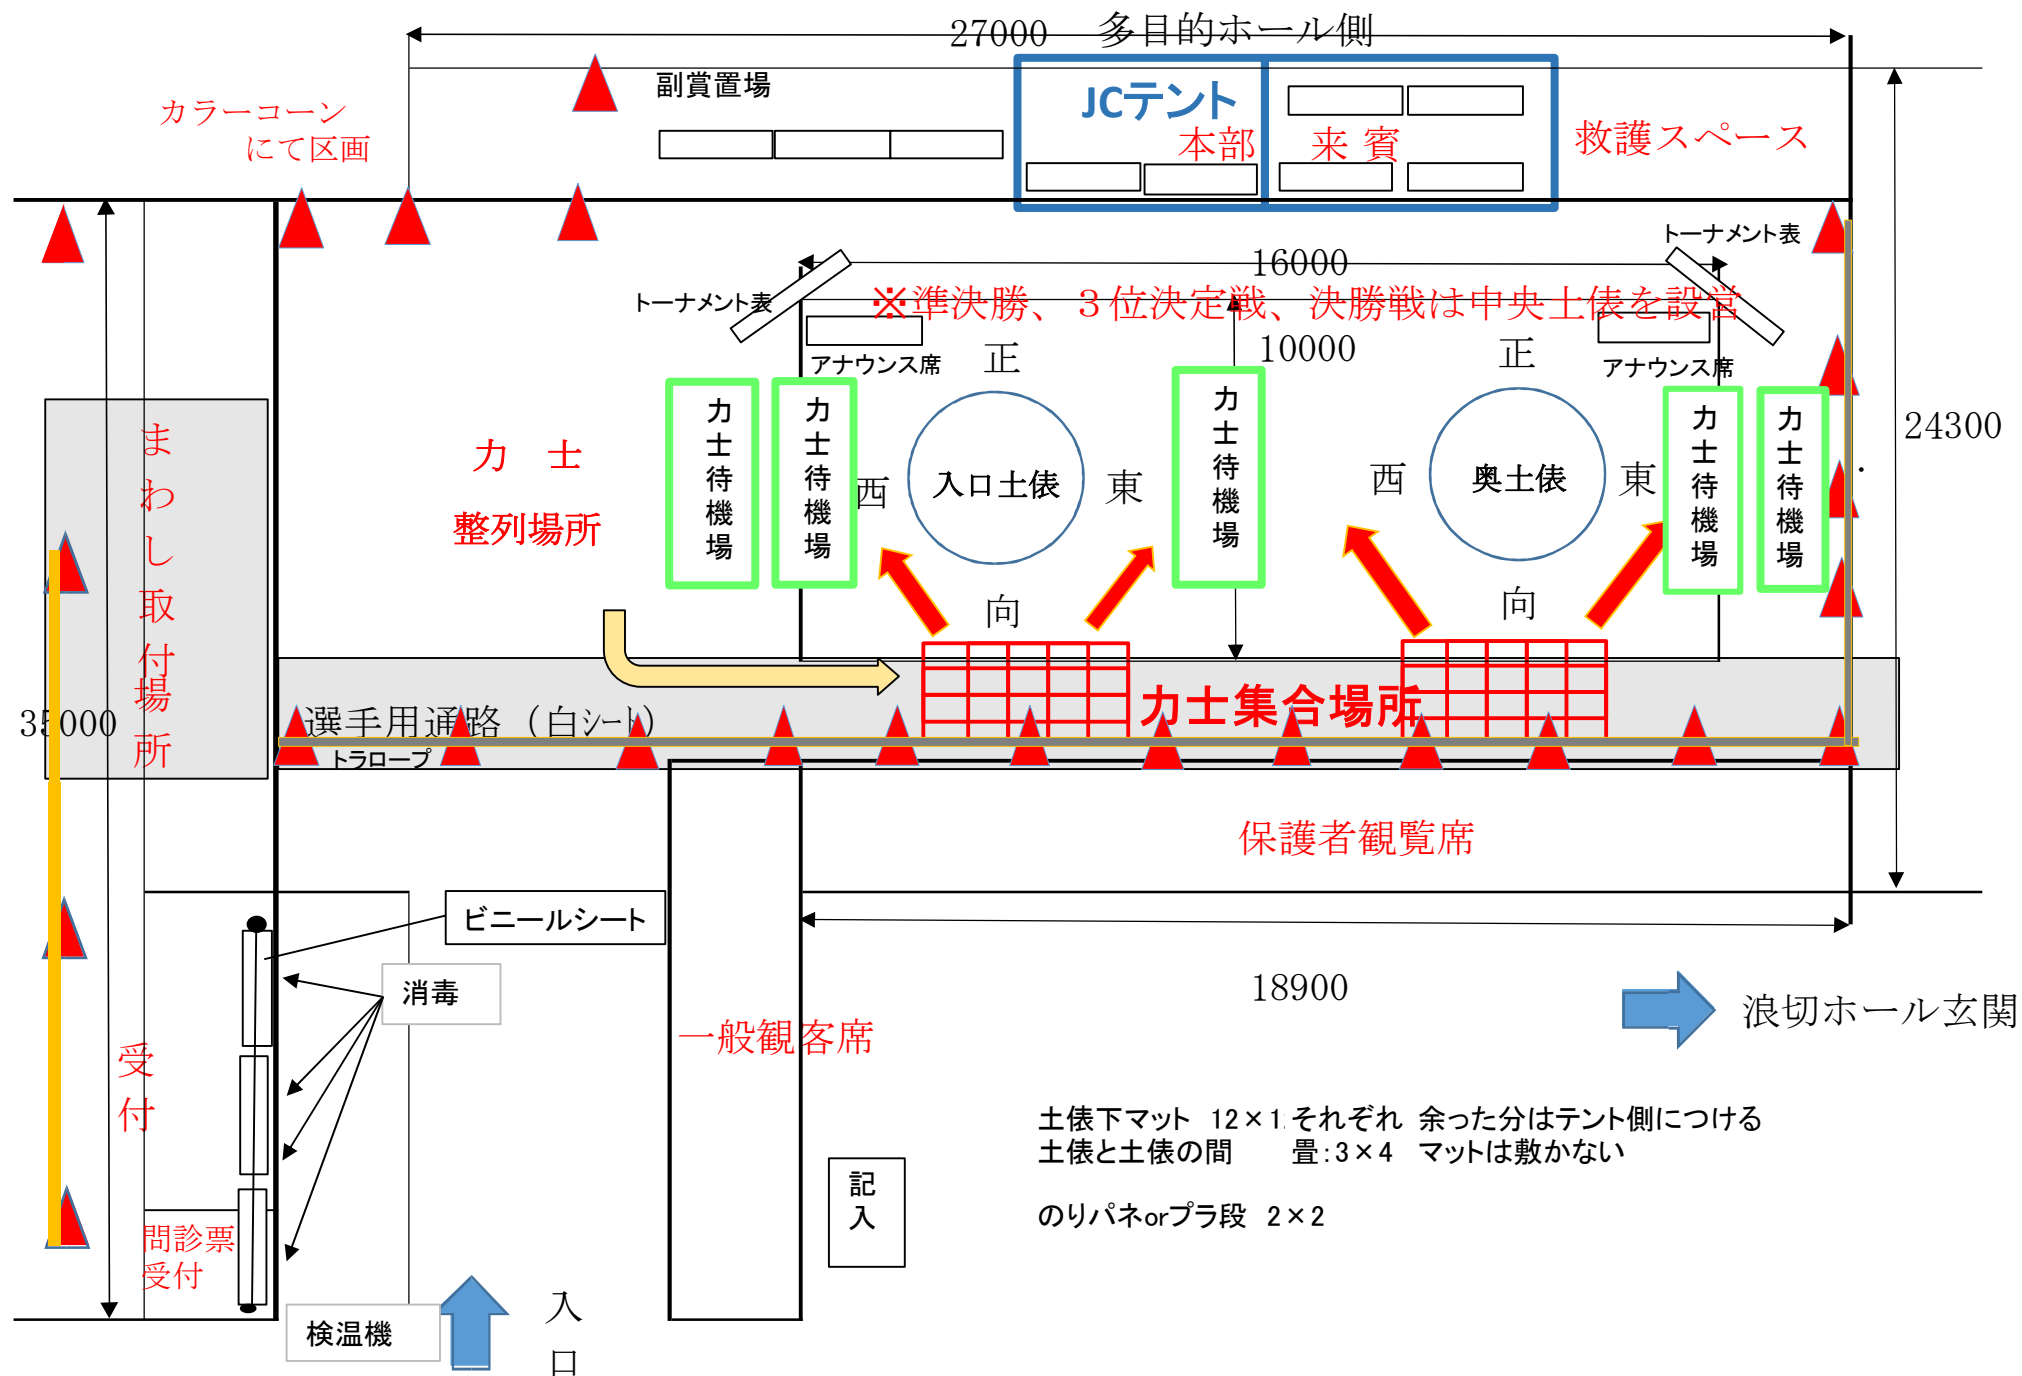 27000
多目的ホール側
副賞置場
JCテント
カラーコーン
にて区画
本部
来賓
救護スペース
トーナメント表
トーナメント表
16000
※準決勝、３位決定戦、決勝戦は中央土俵を設営
10000
アナウンス席
アナウンス席
正
正
24300
力士待機場
力士待機場
力士待機場
力士待機場
力士待機場
まわし取付場所
力　士
整列場所
西
入口土俵
東
西
奥土俵
東
向
向
35000
選手用通路（白シート）
力士集合場所
トラロープ
保護者観覧席
ビニールシート
消毒
18900
浪切ホール玄関
一般観客席
受付
土俵下マット　12×1
それぞれ
余った分はテント側につける
土俵と土俵の間
畳：3×4
マットは敷かない
のりパネorプラ段　2×2
記入
問診票
受付
検温機
入口